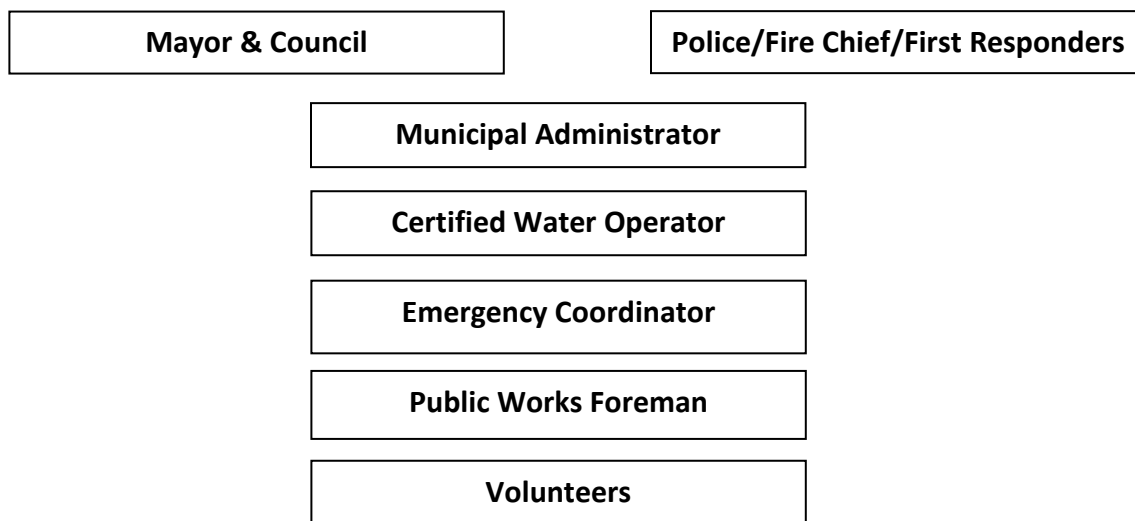 Mayor & Council
Police/Fire Chief/First Responders
Municipal Administrator
Certified Water Operator
Emergency Coordinator
Public Works Foreman
Volunteers